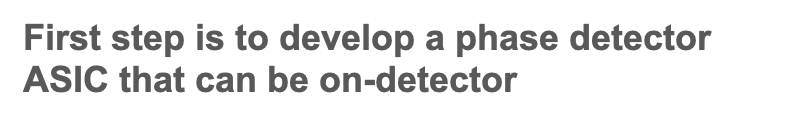 First step is to develop a phase detector
ASIC that can be on-detector